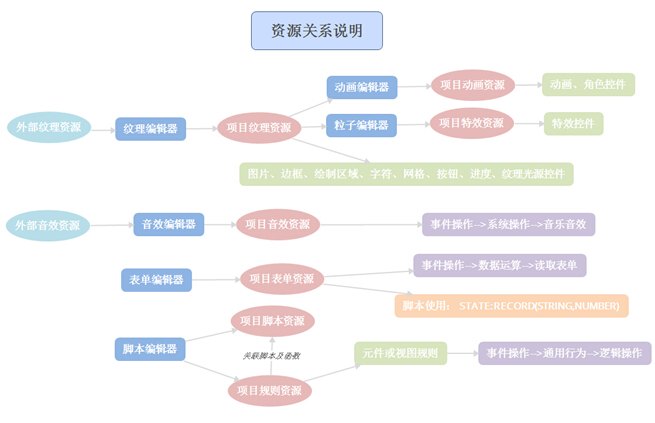 资源关系说明
动画编辑器
项目动画资源
动画、角色控件
外部纹理资源
纹理编辑器
项目纹理资源
粒子编辑器
项目特效资源
特效控件
图片、边框、绘制区域、字符、网格、按钮、进度、纹理光源控件
外部音效资源
音效编辑器
项目音效资源
事件操作-->系统操作-->音乐音效
表单编辑器
项目表单资源
事件操作-->数据运算-->读取表单
脚本使用： STATE:RECORD(STRING,NUMBER)
项目脚本资源
脚本编辑器
关联脚本及函数
元件或视图规则
事件操作-->通用行为-->逻辑操作
项目规则资源